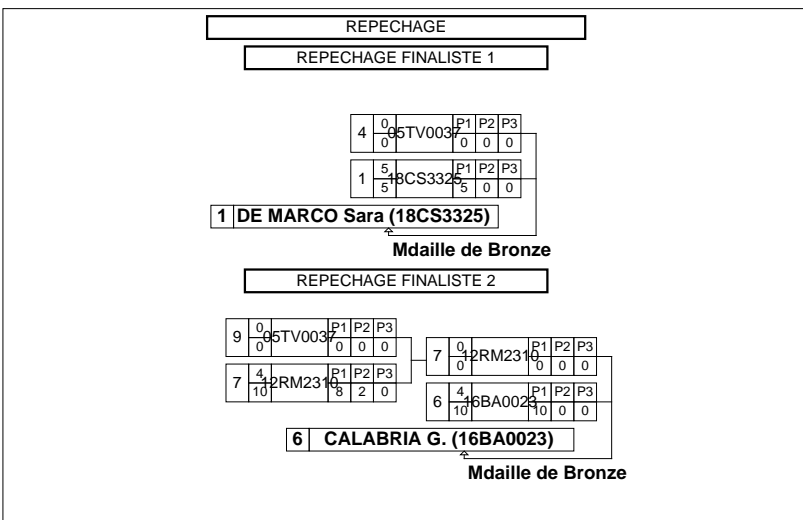 REPECHAGE
REPECHAGE FINALISTE 1
4 0 0 05TV0037 P1 P2 P3 0 0 0
1 5 5 18CS3325 P1 P2 P3 5 0 0
1 DE MARCO Sara (18CS3325)
Mdaille de Bronze
REPECHAGE FINALISTE 2
9 0 0 05TV0037 P1 P2 P3 0 0 0
7 4 10 12RM2310 P1 P2 P3 8 2 0
7 0 0 12RM2310 P1 P2 P3 0 0 0
6 4 10 16BA0023 P1 P2 P3 10 0 0
6 CALABRIA G. (16BA0023)
Mdaille de Bronze